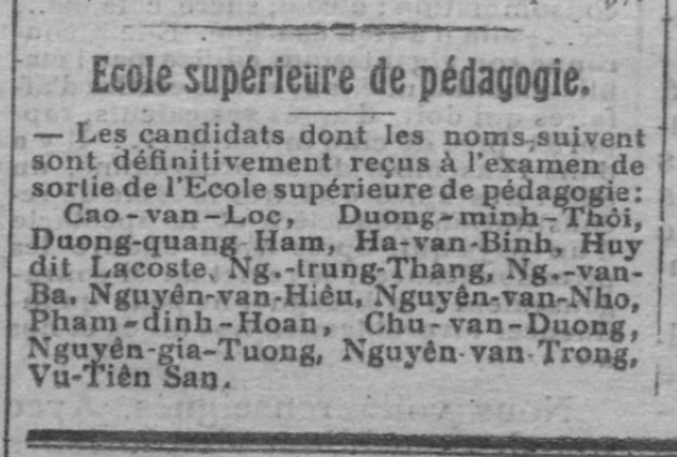 Ecole supérieure de pédagogie.
— Les candidats dont les noms suivent
sont définitivement reçus à l'examen de
sortie de l'Ecole supérieure de pédagogie:
Cao-van-Loc, Duong-minh-Thôi,
Duong-quang Ham, Ha-van-Binh, Huy
dit Lacoste, Ng.-trung-Thang, Ng.-van-
Ba, Nguyên-van-Hiêu, Nguyên-van-Nho,
Pham-dinh-Hoan, Chu-van-Duong,
Nguyên-gia-Tuong, Nguyên-van-Trong,
Vu-Tiên San.